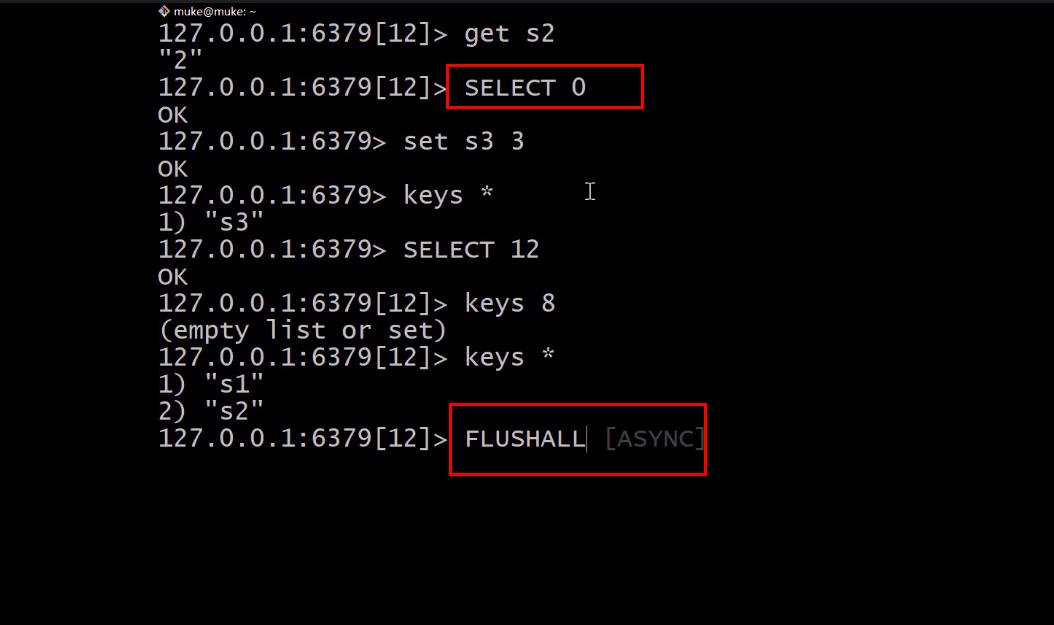 muke@muke: ~
127.0.0.1:6379[12]> get s2
"2"
127.0.0.1:6379[12]> SELECT 0
OK
127.0.0.1:6379> set s3 3
OK
127.0.0.1:6379> keys *
1) "s3"
127.0.0.1:6379> SELECT 12
OK
127.0.0.1:6379[12]> keys 8
(empty list or set)
127.0.0.1:6379[12]> keys *
1) "s1"
2) "s2"
127.0.0.1:6379[12]> FLUSHALL [ASYNC]